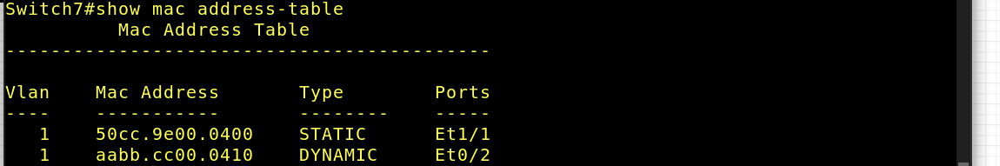 Switch7#show mac address-table
          Mac Address Table
-------------------------------------------

Vlan    Mac Address       Type        Ports
----    -----------       --------    -----
   1    50cc.9e00.0400    STATIC      Et1/1
   1    aabb.cc00.0410    DYNAMIC     Et0/2